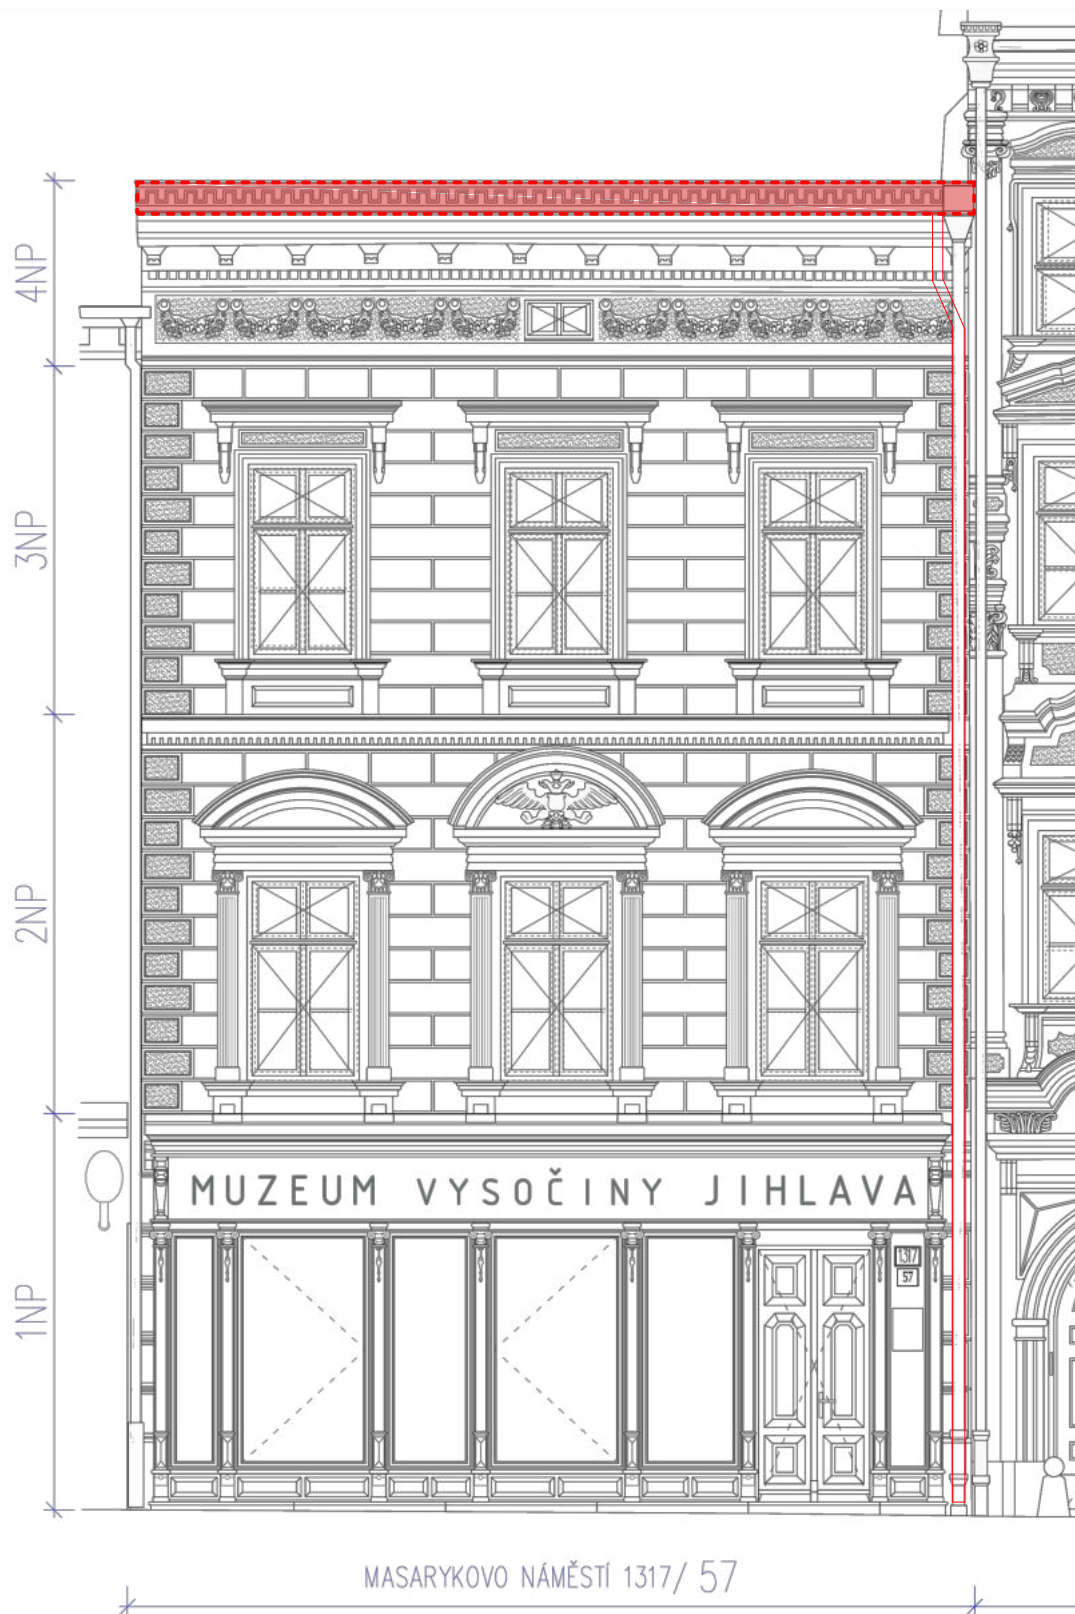 4NP
3NP
2NP
1NP
MUZEUM VYSOČINY JIHLAVA
1317
57
MASARYKOVO NÁMĚSTÍ 1317/ 57